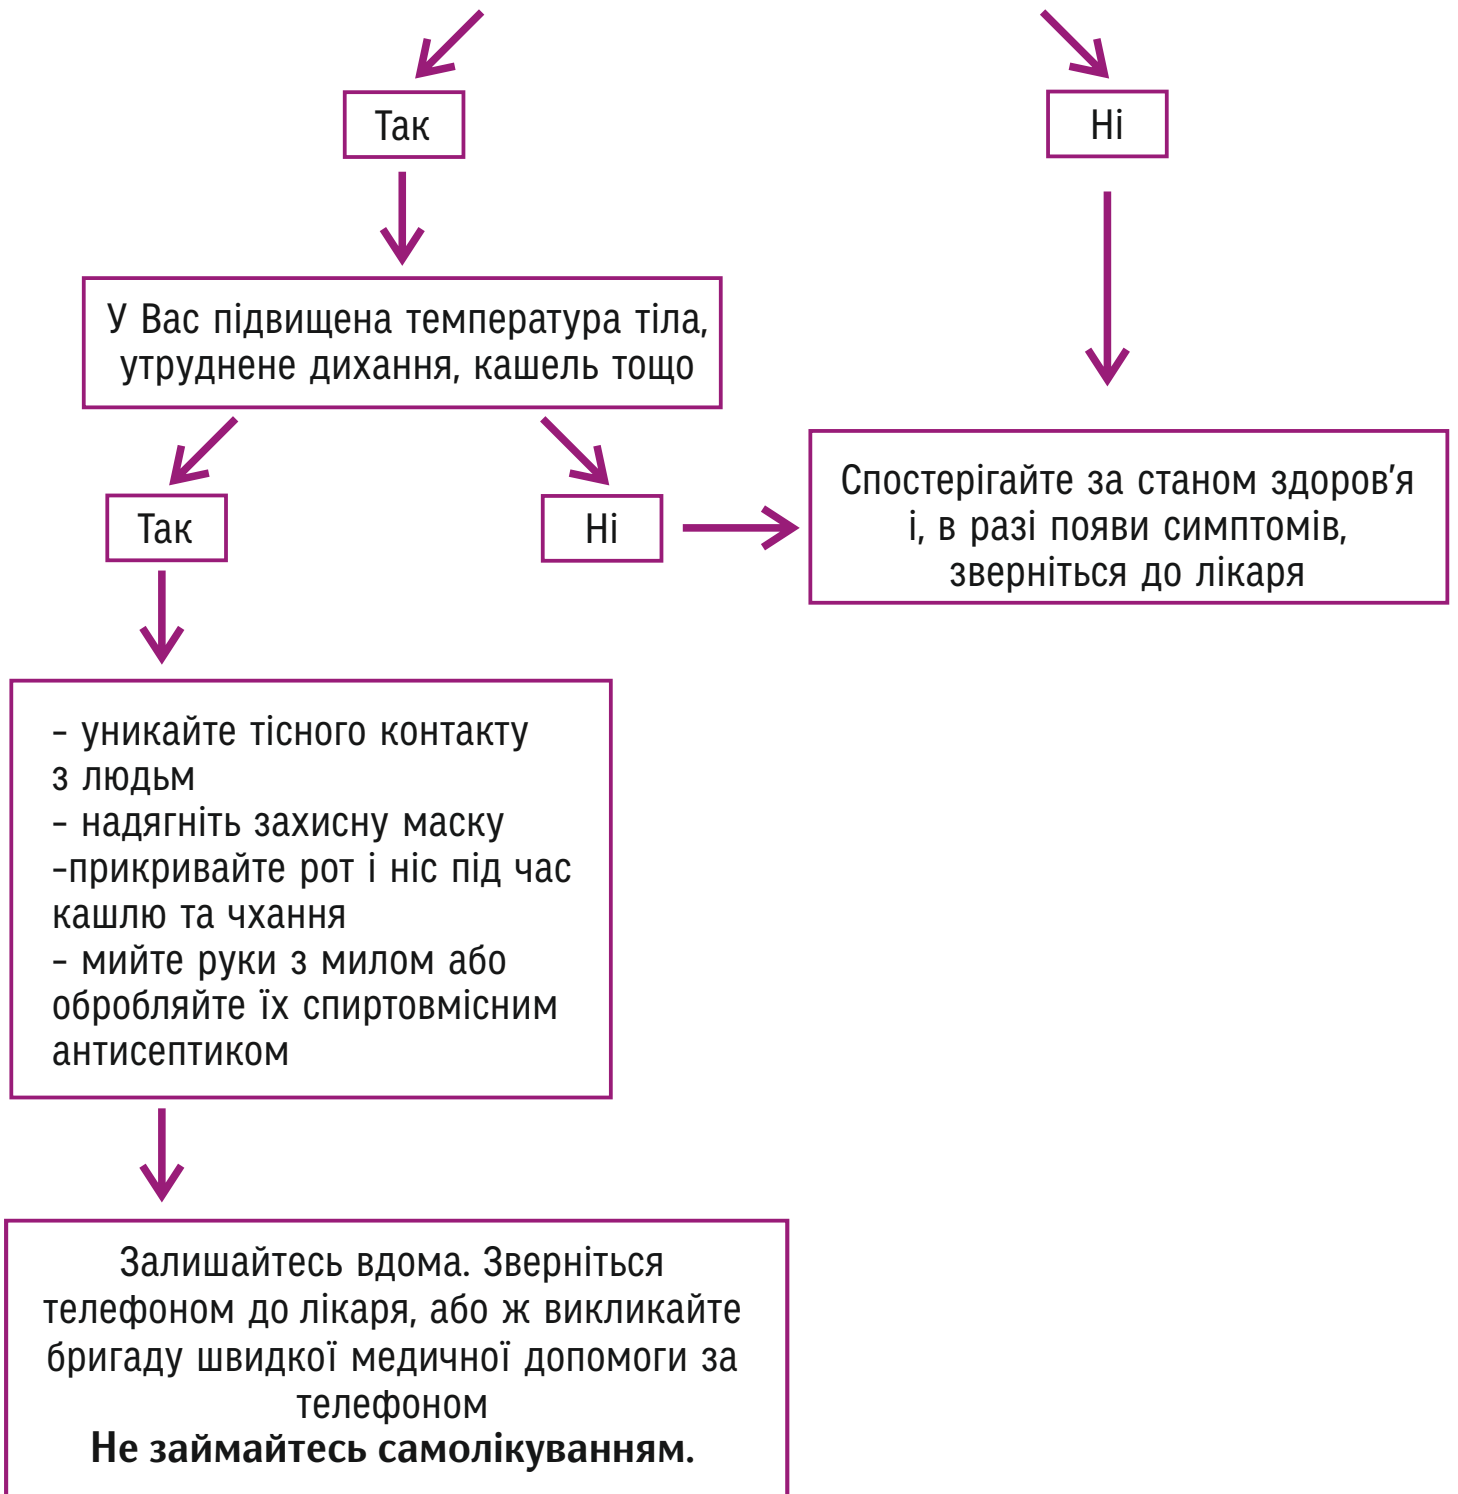 Так
Ні
У Вас підвищена температура тіла,
утруднене дихання, кашель тощо
Так
Ні
Спостерігайте за станом здоров’я
і, в разі появи симптомів,
зверніться до лікаря
- уникайте тісного контакту
з людьм
- надягніть захисну маску
-прикривайте рот і ніс під час
кашлю та чхання
- мийте руки з милом або
обробляйте їх спиртовмісним
антисептиком
Залишайтесь вдома. Зверніться
телефоном до лікаря, або ж викликайте
бригаду швидкої медичної допомоги за
телефоном
Не займайтесь самолікуванням.